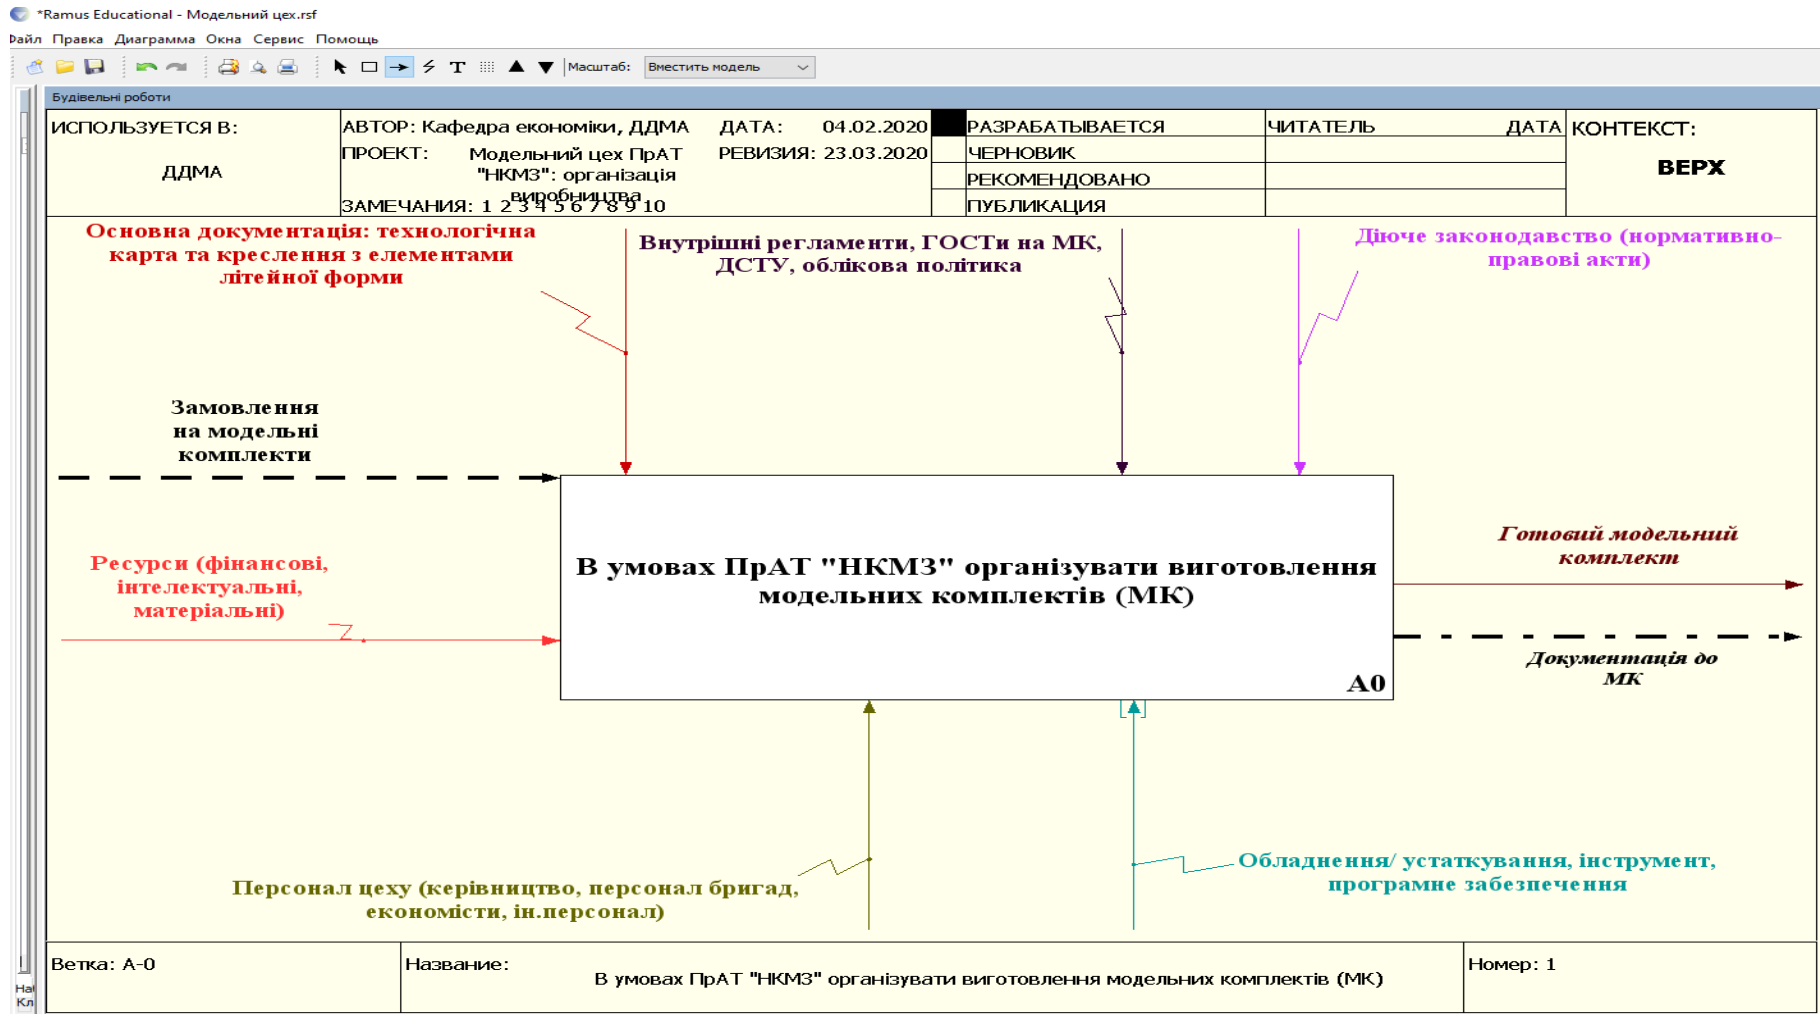 *Ramus Educational - Модельний цех.rsf
Файл Правка Диаграмма Окна Сервис Помощь
Масштаб: Вместить модель
Будівельні роботи
ИСПОЛЬЗУЕТСЯ В:
ДДМА
АВТОР: Кафедра економіки, ДДМА
ДАТА: 04.02.2020
ПРОЕКТ: Модельний цех ПрАТ
"НКМЗ": організація
виробництва
РЕВИЗИЯ: 23.03.2020
ЗАМЕЧАНИЯ: 1 2 3 4 5 6 7 8 9 10
РАЗРАБАТЫВАЕТСЯ
ЧЕРНОВИК
РЕКОМЕНДОВАНО
ПУБЛИКАЦИЯ
ЧИТАТЕЛЬ ДАТА
КОНТЕКСТ:
ВЕРХ
Основна документація: технологічна
карта та креслення з елементами
літейної форми
Внутрішні регламенти, ГОСТи на МК,
ДСТУ, облікова політика
Діюче законодавство (нормативно-
правові акти)
Замовлення
на модельні
комплекти
Ресурси (фінансові,
інтелектуальні,
матеріальні)
В умовах ПрАТ "НКМЗ" організувати виготовлення
модельних комплектів (МК)
A0
Готовий модельний
комплект
Документація до
МК
Персонал цеху (керівництво, персонал бригад,
економісти, ін.персонал)
Обладнення/ устаткування, інструмент,
програмне забезпечення
Ветка: A-0
Название:
В умовах ПрАТ "НКМЗ" організувати виготовлення модельних комплектів (МК)
Номер: 1